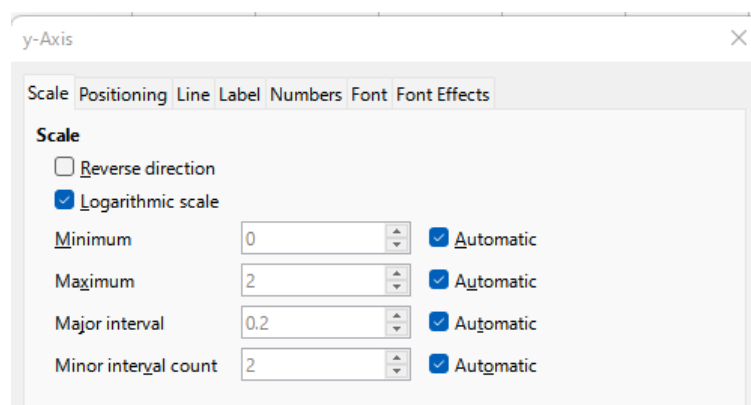 y-Axis
Scale Positioning Line Label Numbers Font Font Effects
Scale
Reverse direction
Logarithmic scale
Minimum 0 Automatic
Maximum 2 Automatic
Major interval 0.2 Automatic
Minor interval count 2 Automatic